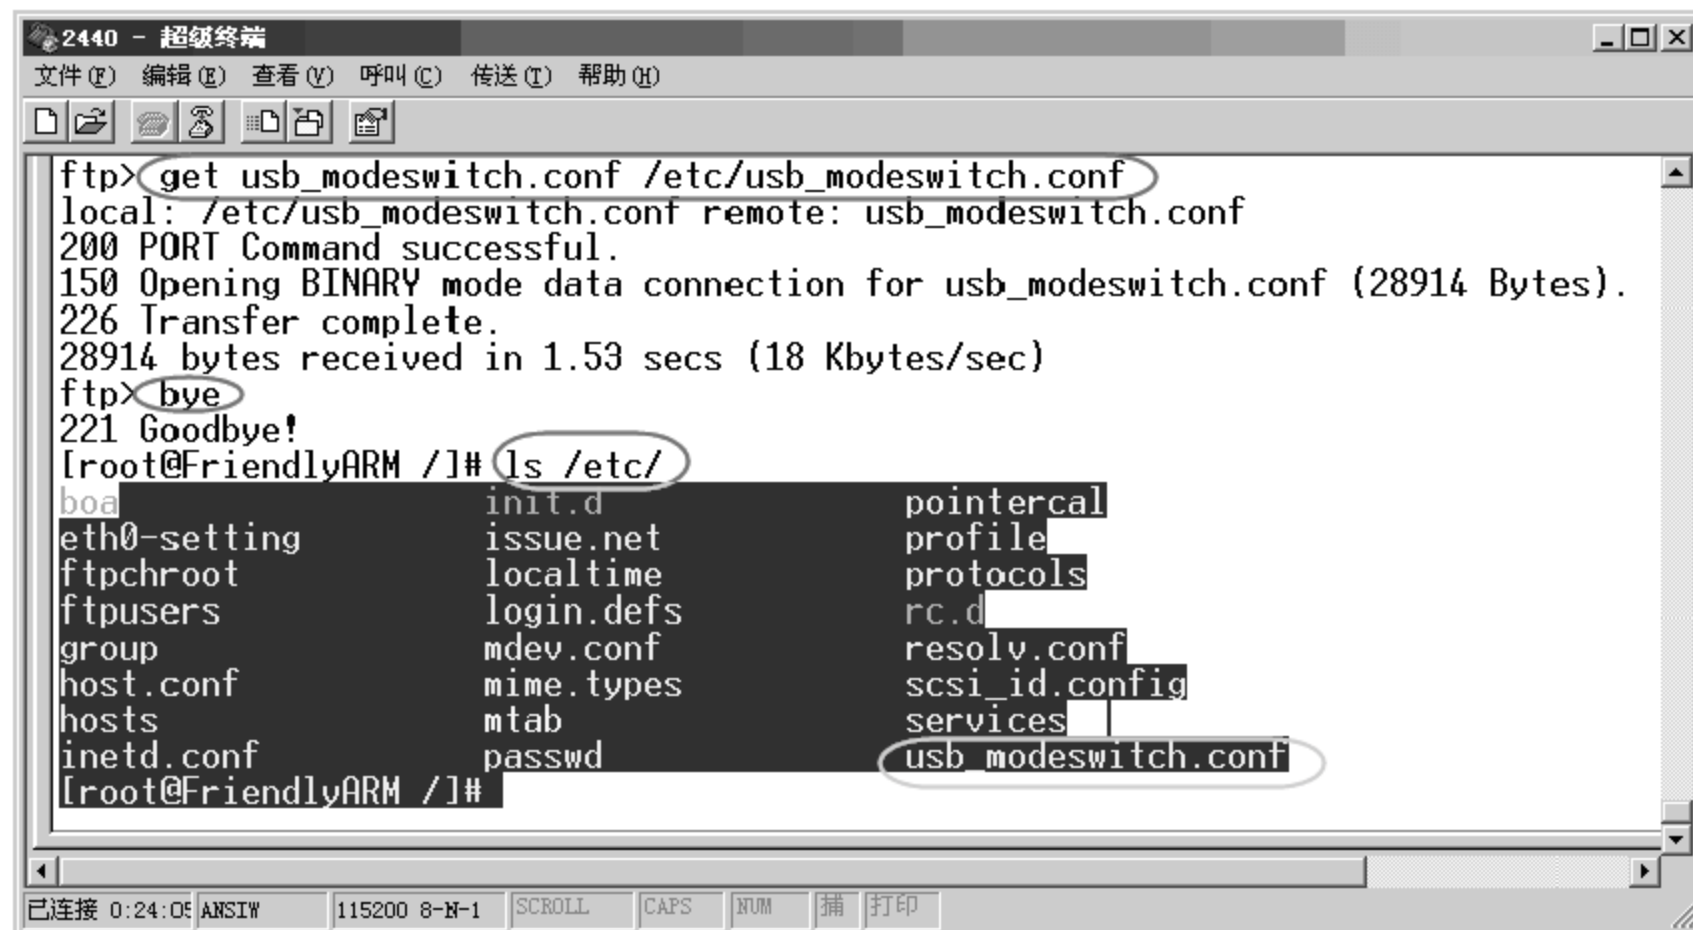 2440 - 超级终端
文件(F) 编辑(E) 查看(V) 呼叫(C) 传送(T) 帮助(H)
ftp> get usb_modeswitch.conf /etc/usb_modeswitch.conf
local: /etc/usb_modeswitch.conf remote: usb_modeswitch.conf
200 PORT Command successful.
150 Opening BINARY mode data connection for usb_modeswitch.conf (28914 Bytes).
226 Transfer complete.
28914 bytes received in 1.53 secs (18 Kbytes/sec)
ftp> bye
221 Goodbye!
[root@FriendlyARM /]# ls /etc/
boa init.d pointercal
eth0-setting issue.net profile
ftpchroot localtime protocols
ftpusers login.defs rc.d
group mdev.conf resolv.conf
host.conf mime.types scsi_id.config
hosts mtab services
inetd.conf passwd usb_modeswitch.conf
[root@FriendlyARM /]#
已连接 0:24:05 ANSIW 115200 8-N-1 SCROLL CAPS NUM 捕 打印